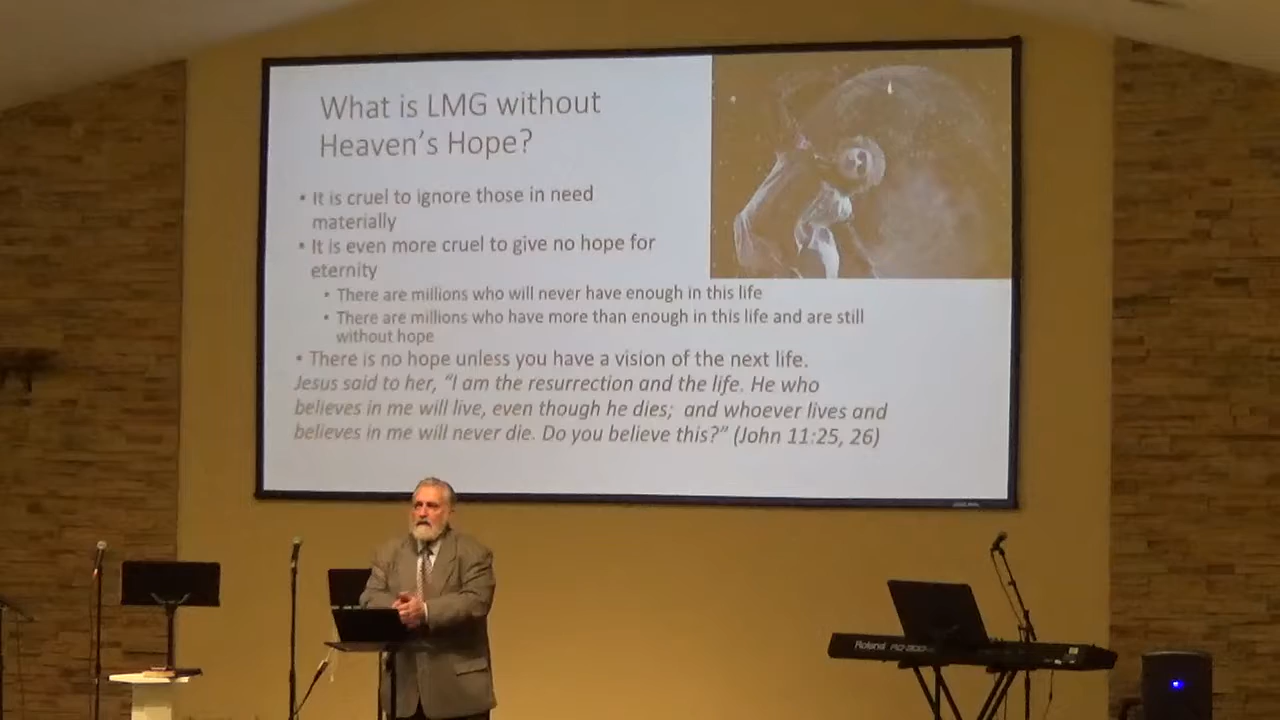 What is LMG without
Heaven's Hope?
• It is cruel to ignore those in need
materially
• It is even more cruel to give no hope for
eternity
• There are millions who will never have enough in this life
• There are millions who have more than enough in this life and are still
without hope
• There is no hope unless you have a vision of the next life.
Jesus said to her, “I am the resurrection and the life. He who
believes in me will live, even though he dies; and whoever lives and
believes in me will never die. Do you believe this?” (John 11:25, 26)
Roland